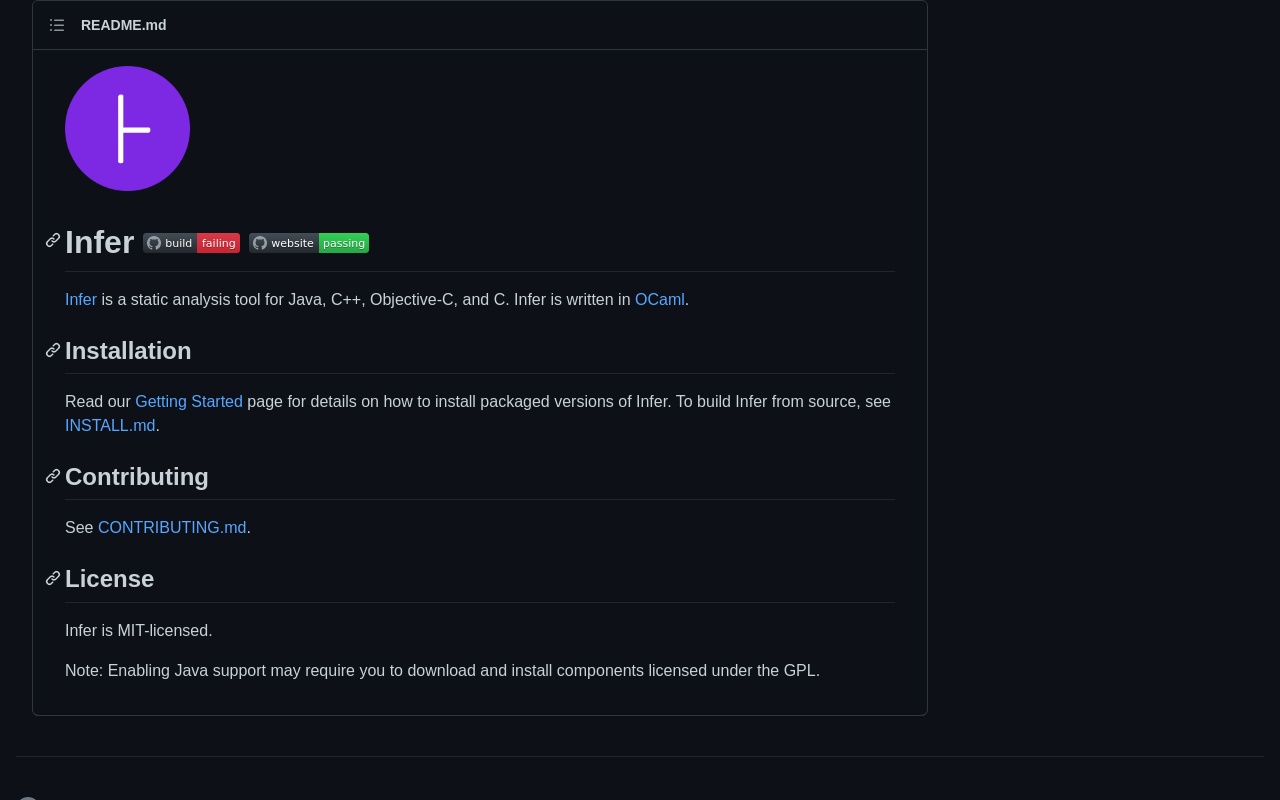 README.md
Infer build failing website passing
Infer is a static analysis tool for Java, C++, Objective-C, and C. Infer is written in OCaml.
Installation
Read our Getting Started page for details on how to install packaged versions of Infer. To build Infer from source, see
INSTALL.md.
Contributing
See CONTRIBUTING.md.
License
Infer is MIT-licensed.
Note: Enabling Java support may require you to download and install components licensed under the GPL.